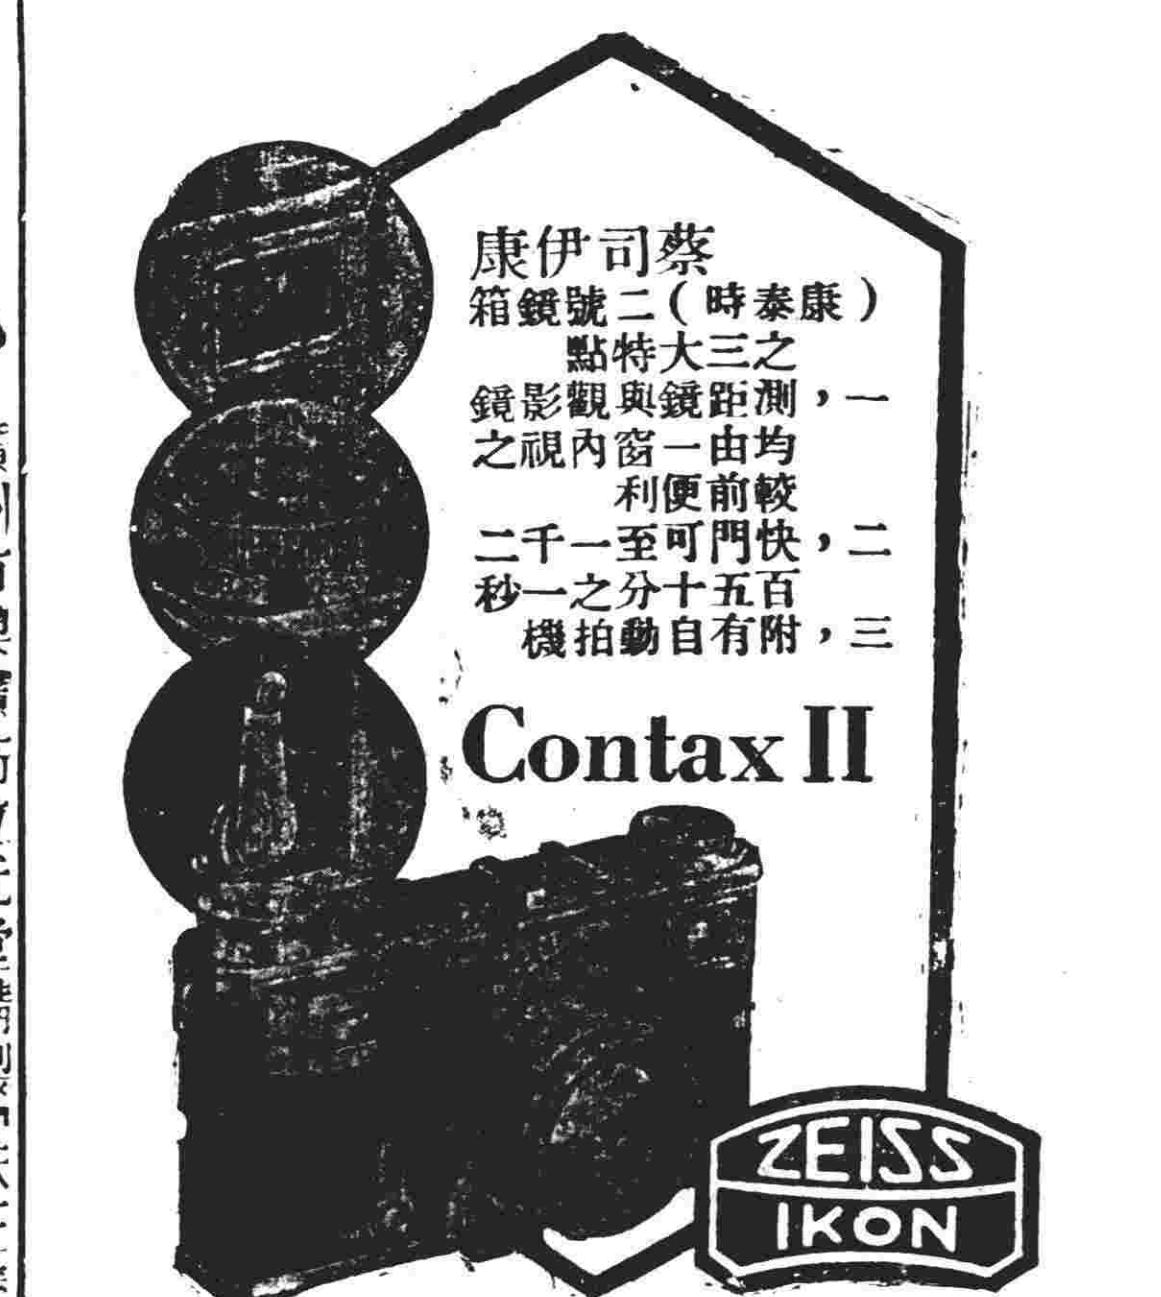 蔡司伊康
(康泰時)二號鏡箱
之三大特點
一，測距鏡與觀影鏡
均由一窗內視之
較前便利
二，快門可至一千二
百五十分之一秒
三，附有自動拍機
Contax II
ZEISS
IKON